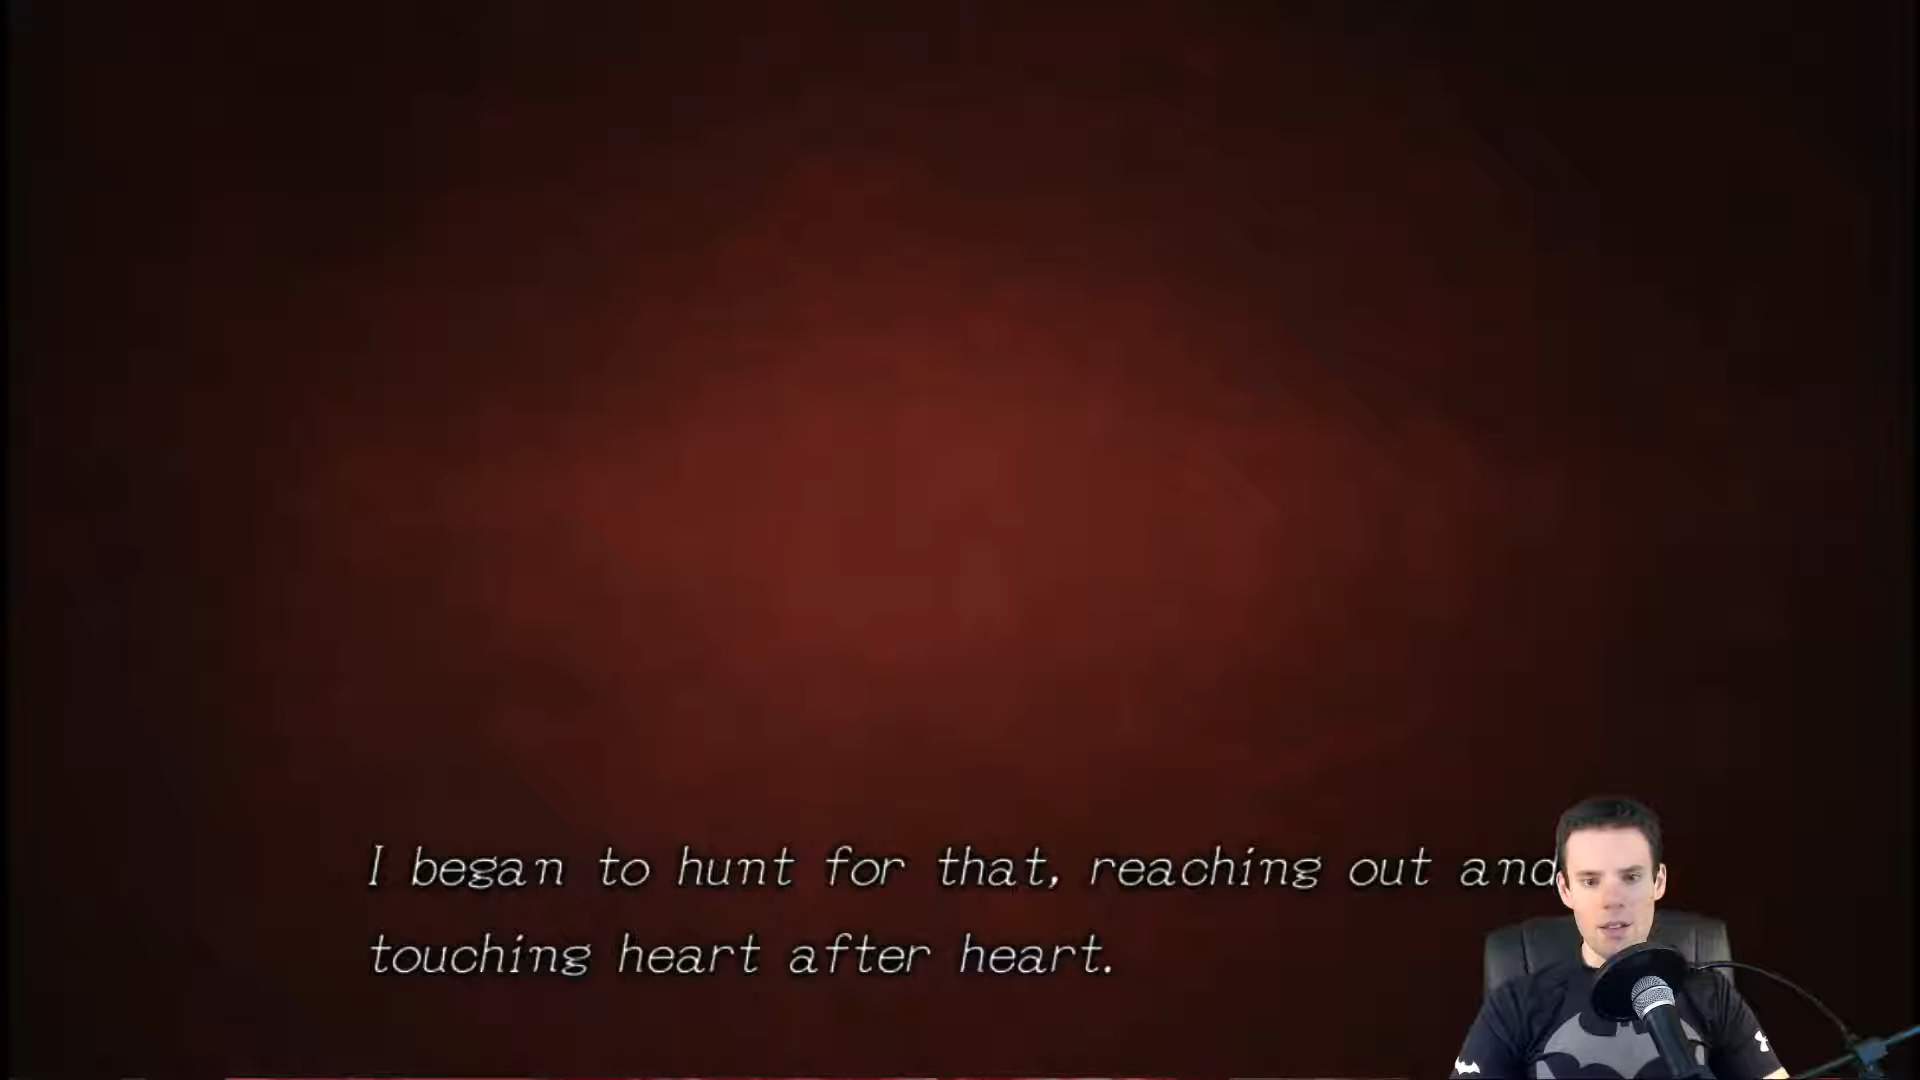 I began to hunt for that, reaching out and
touching heart after heart.